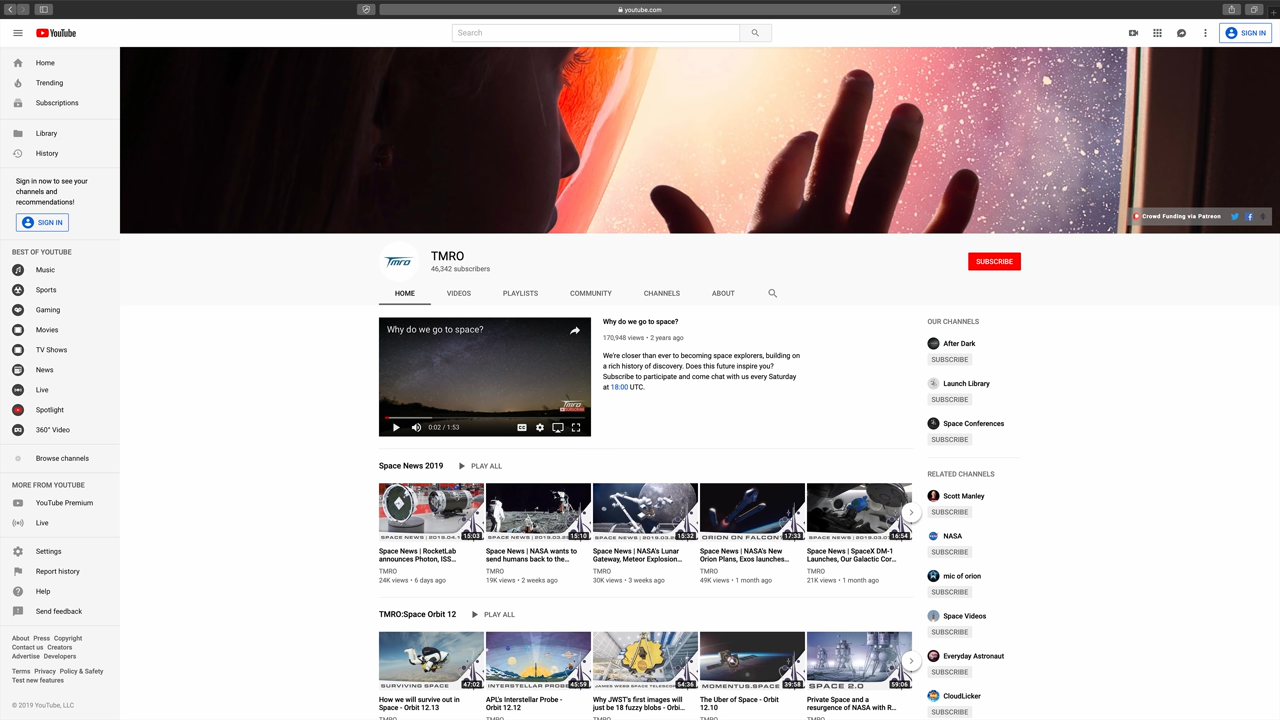 youtube.com
YouTube
Search
SIGN IN
Home
Trending
Subscriptions
Library
History
Sign in now to see your
channels and
recommendations!
SIGN IN
BEST OF YOUTUBE
Music
Sports
Gaming
Movies
TV Shows
News
Live
Spotlight
360° Video
Browse channels
MORE FROM YOUTUBE
YouTube Premium
Live
Settings
Report history
Help
Send feedback
About Press Copyright
Contact us Creators
Advertise Developers
Terms Privacy Policy & Safety
Test new features
© 2019 YouTube, LLC
Crowd Funding via Patreon
TMRO
TMRO
46,342 subscribers
SUBSCRIBE
HOME VIDEOS PLAYLISTS COMMUNITY CHANNELS ABOUT
Why do we go to space?
TMRO
SUBSCRIBE
0:02 / 1:53
CC
Why do we go to space?
170,948 views • 2 years ago
We're closer than ever to becoming space explorers, building on
a rich history of discovery. Does this future inspire you?
Subscribe to participate and come chat with us every Saturday
at 18:00 UTC.
Space News 2019 PLAY ALL
15:03
Space News | RocketLab
announces Photon, ISS...
TMRO
24K views • 6 days ago
15:10
Space News | NASA wants to
send humans back to the...
TMRO
19K views • 2 weeks ago
15:32
Space News | NASA's Lunar
Gateway, Meteor Explosion...
TMRO
30K views • 3 weeks ago
ORION ON FALCON
17:33
Space News | NASA's New
Orion Plans, Exos launches...
TMRO
49K views • 1 month ago
16:54
Space News | SpaceX DM-1
Launches, Our Galactic Cor...
TMRO
21K views • 1 month ago
TMRO:Space Orbit 12 PLAY ALL
SURVIVING SPACE
47:02
How we will survive out in
Space - Orbit 12.13
TMRO
INTERSTELLAR PROBE
45:59
APL's Interstellar Probe -
Orbit 12.12
TMRO
JAMES WEBB SPACE TELESCOPE
54:36
Why JWST's first images will
just be 18 fuzzy blobs - Orbi...
TMRO
MOMENTUS.SPACE
39:58
The Uber of Space - Orbit
12.10
TMRO
SPACE 2.0
59:06
Private Space and a
resurgence of NASA with R...
TMRO
OUR CHANNELS
After Dark
SUBSCRIBE
Launch Library
SUBSCRIBE
Space Conferences
SUBSCRIBE
RELATED CHANNELS
Scott Manley
SUBSCRIBE
NASA
SUBSCRIBE
mic of orion
SUBSCRIBE
Space Videos
SUBSCRIBE
Everyday Astronaut
SUBSCRIBE
CloudLicker
SUBSCRIBE